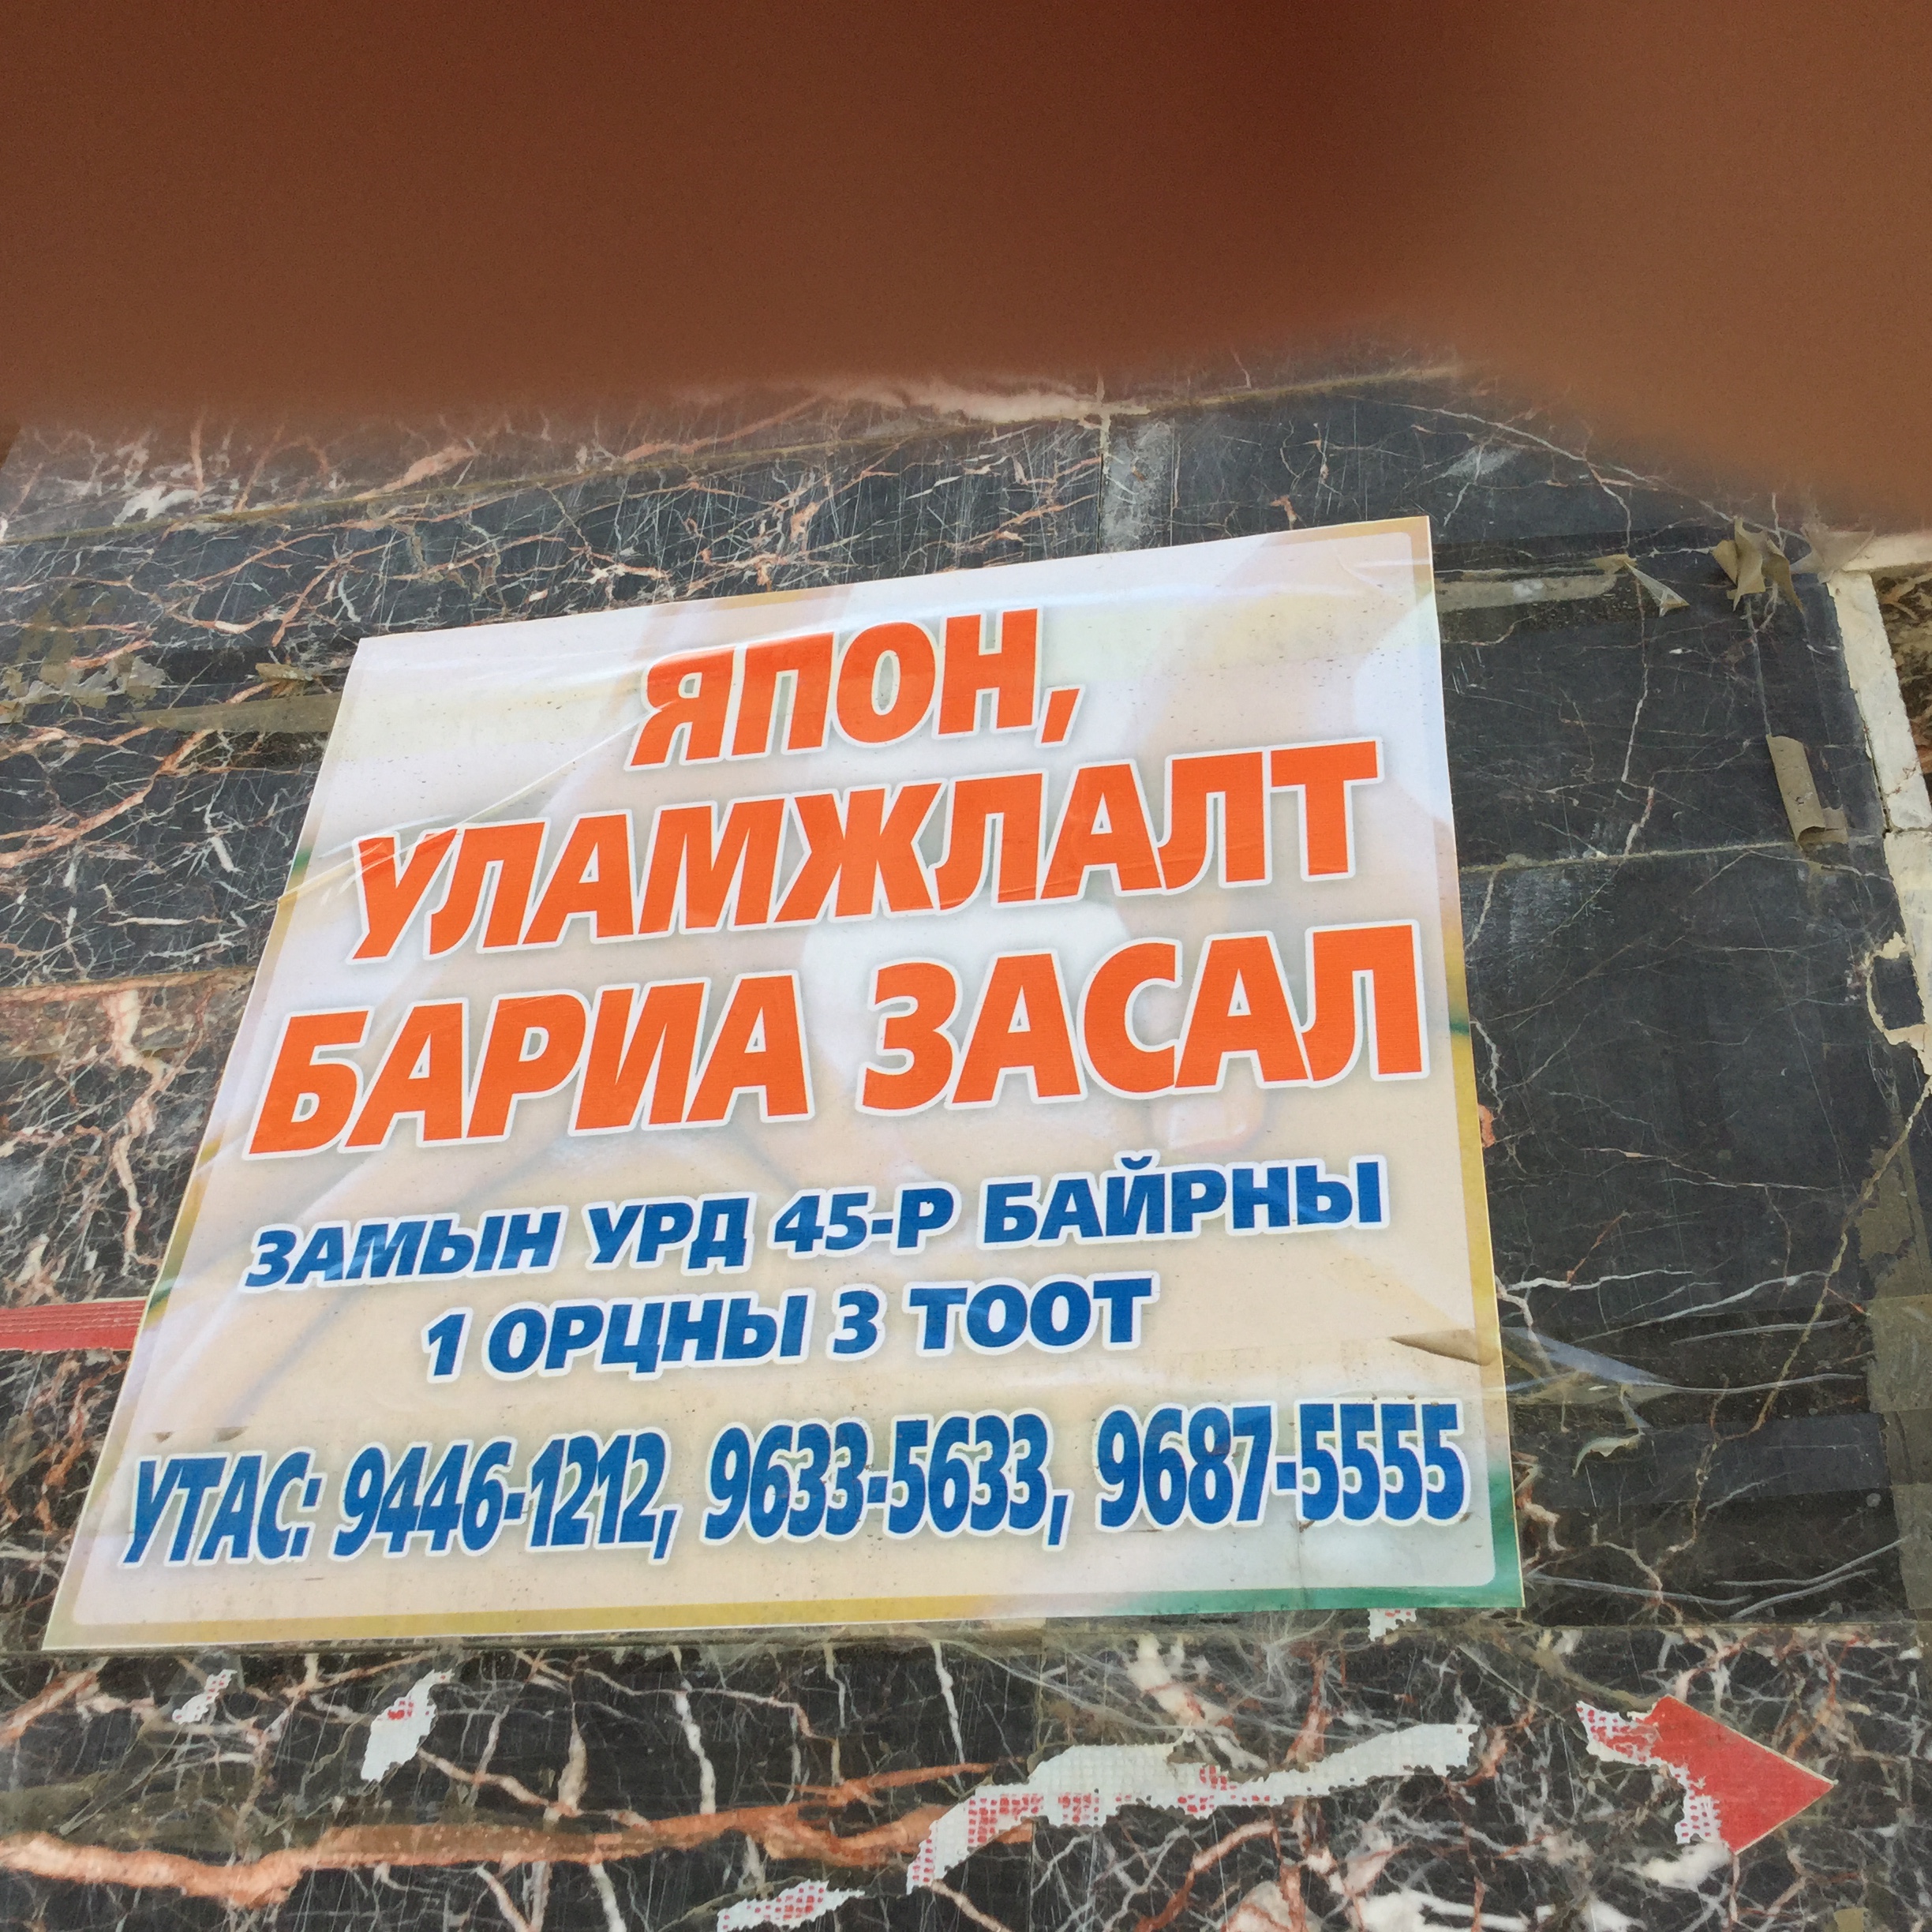 ЯПОН,
УЛАМЖЛАЛТ
БАРИА ЗАСАЛ
ЗАМЫН УРД 45-Р БАЙРНЫ
1 ОРЦНЫ 3 ТООТ
УТАС: 9446-1212, 9633-5633, 9687-5555